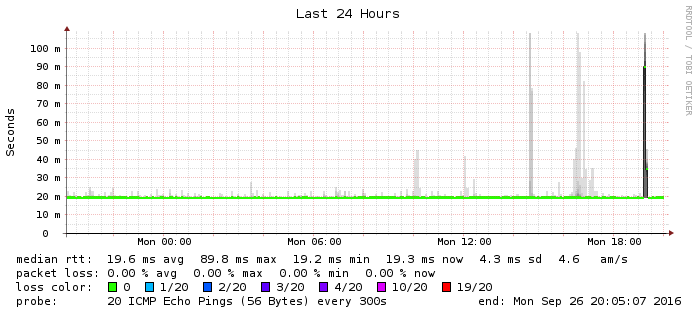 Last 24 Hours
RRDTOOL / TOBI OETIKER
Seconds
100 m
90 m
80 m
70 m
60 m
50 m
40 m
30 m
20 m
10 m
0
Mon 00:00 Mon 06:00 Mon 12:00 Mon 18:00
median rtt: 19.6 ms avg 89.8 ms max 19.2 ms min 19.3 ms now 4.3 ms sd 4.6 am/s
packet loss: 0.00 % avg 0.00 % max 0.00 % min 0.00 % now
loss color: 0 1/20 2/20 3/20 4/20 10/20 19/20
probe: 20 ICMP Echo Pings (56 Bytes) every 300s end: Mon Sep 26 20:05:07 2016